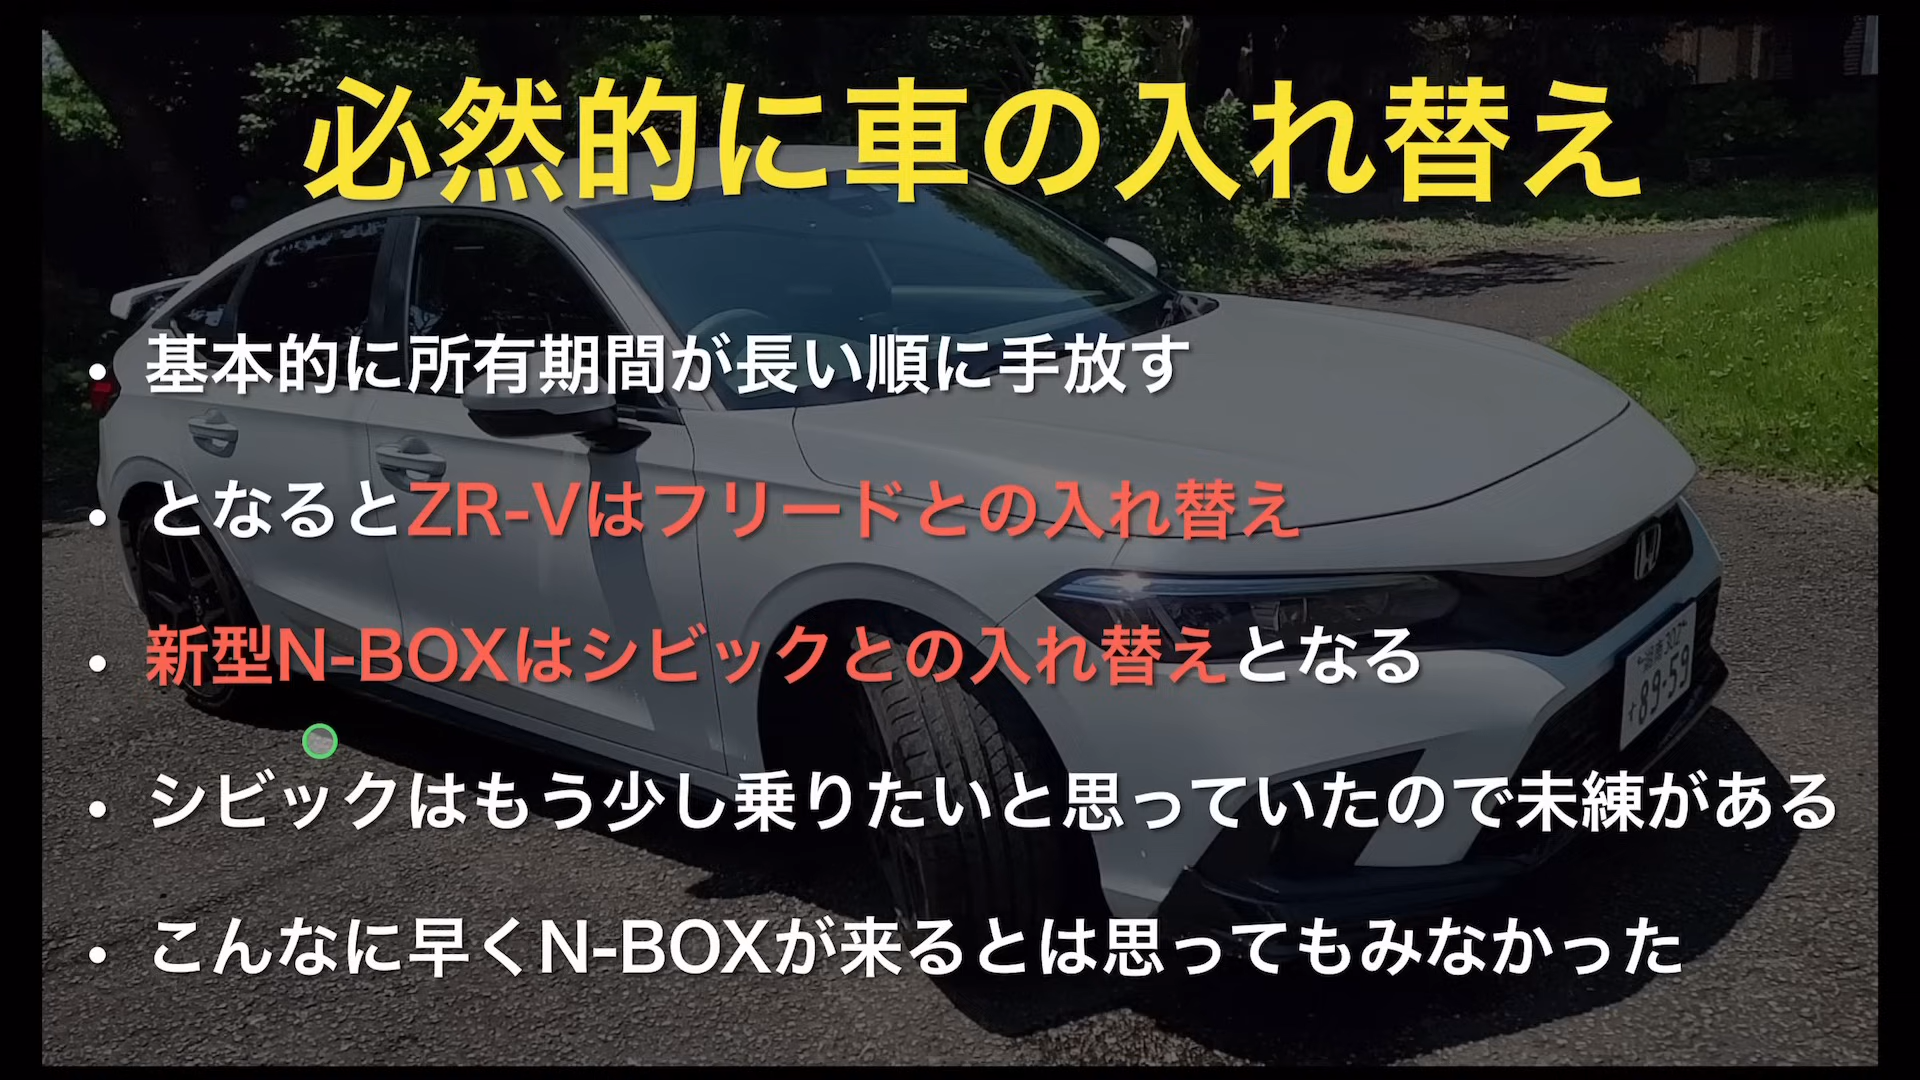 必然的に車の入れ替え
・基本的に所有期間が長い順に手放す
・となるとZR-Vはフリードとの入れ替え
・新型N-BOXはシビックとの入れ替えとなる
・シビックはもう少し乗りたいと思っていたので未練がある
・こんなに早くN-BOXが来るとは思ってもみなかった
湘南 302
す 89-59